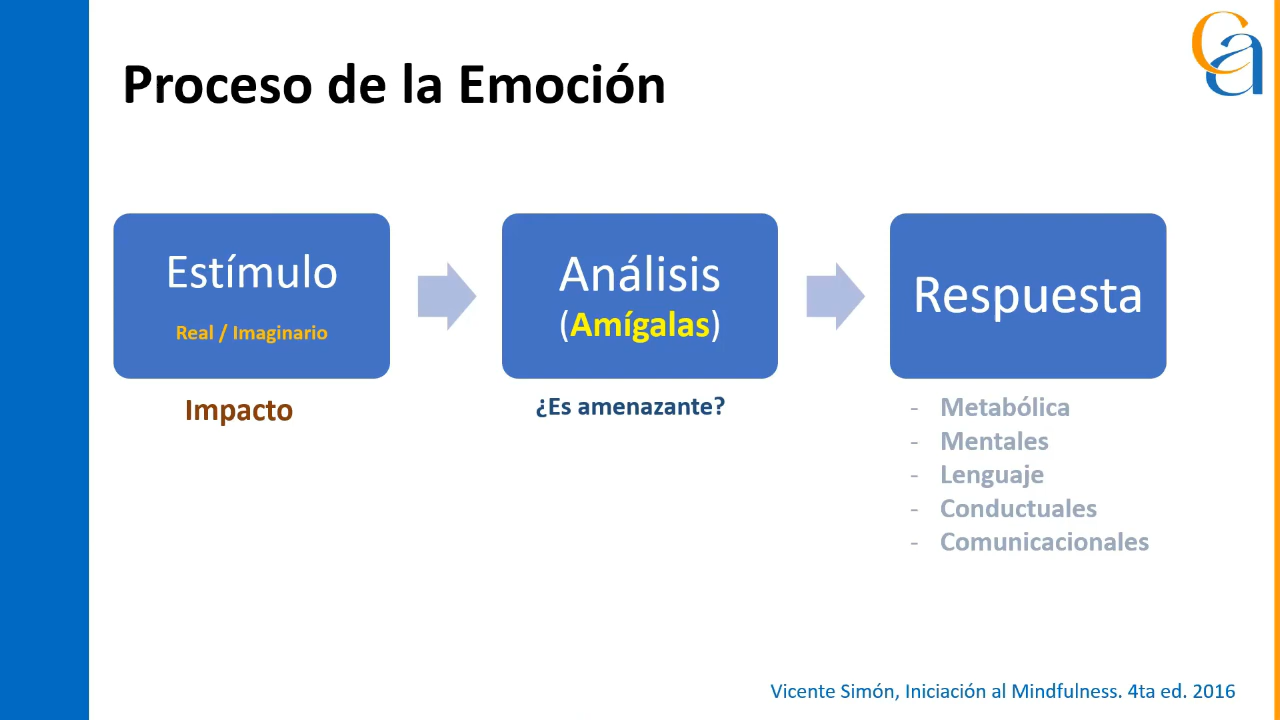 Proceso de la Emoción
Estímulo
Real / Imaginario
Impacto
Análisis
(Amígalas)
¿Es amenazante?
Respuesta
- Metabólica
- Mentales
- Lenguaje
- Conductuales
- Comunicacionales
Vicente Simón, Iniciación al Mindfulness. 4ta ed. 2016
Ca